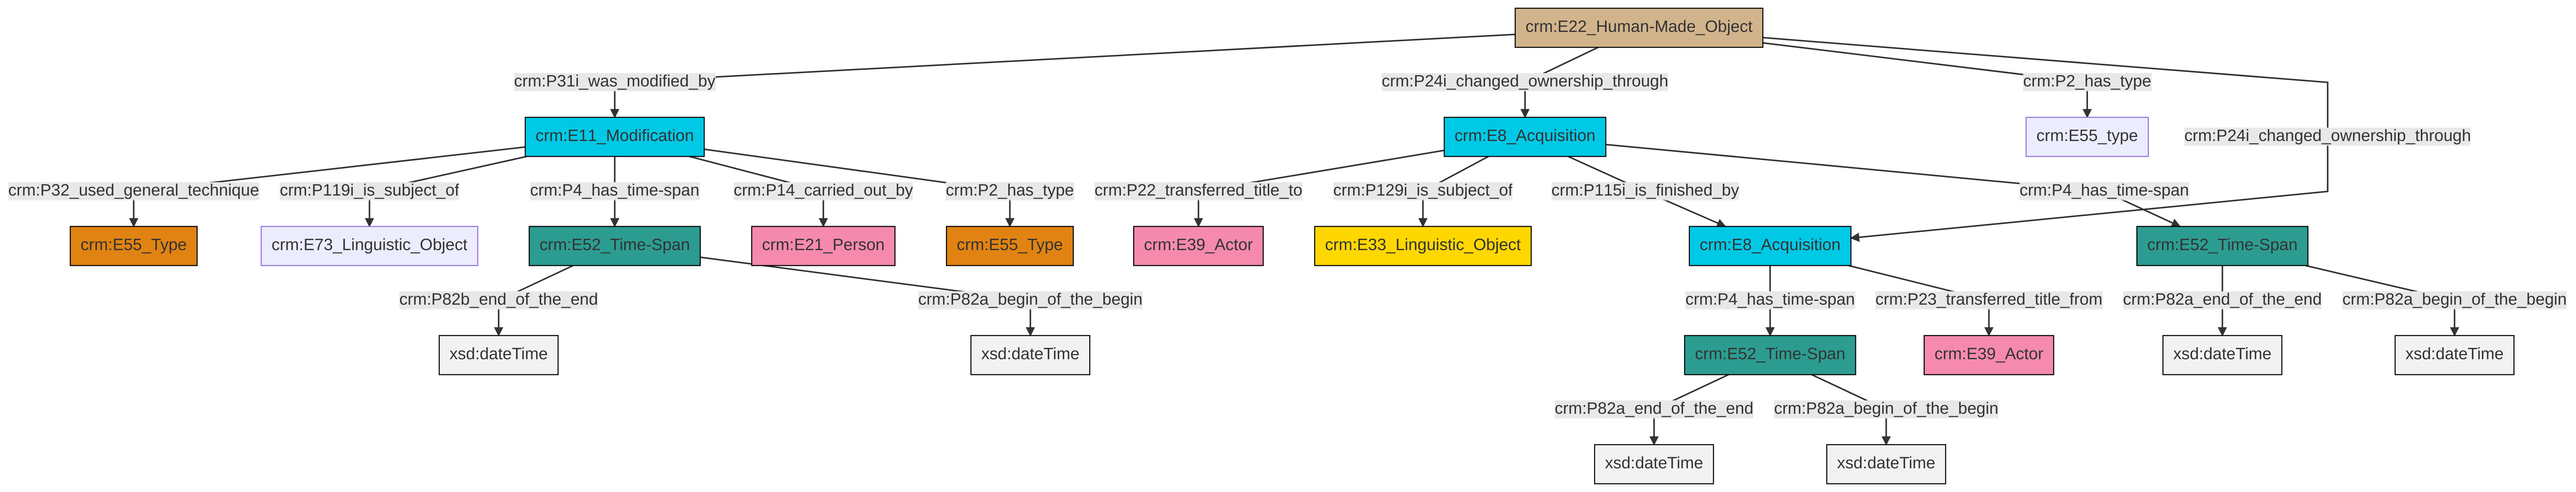 crm:E22_Human-Made_Object
crm:P31i_was_modified_by
crm:P24i_changed_ownership_through
crm:P2_has_type
crm:E11_Modification
crm:E8_Acquisition
crm:E55_type
crm:P24i_changed_ownership_through
crm:P32_used_general_technique
crm:P119i_is_subject_of
crm:P4_has_time-span
crm:P14_carried_out_by
crm:P2_has_type
crm:P22_transferred_title_to
crm:P129i_is_subject_of
crm:P115i_is_finished_by
crm:P4_has_time-span
crm:E55_Type
crm:E73_Linguistic_Object
crm:E52_Time-Span
crm:E21_Person
crm:E55_Type
crm:E39_Actor
crm:E33_Linguistic_Object
crm:E8_Acquisition
crm:E52_Time-Span
crm:P82b_end_of_the_end
crm:P82a_begin_of_the_begin
crm:P4_has_time-span
crm:P23_transferred_title_from
crm:P82a_end_of_the_end
crm:P82a_begin_of_the_begin
xsd:dateTime
xsd:dateTime
crm:E52_Time-Span
crm:E39_Actor
xsd:dateTime
xsd:dateTime
crm:P82a_end_of_the_end
crm:P82a_begin_of_the_begin
xsd:dateTime
xsd:dateTime